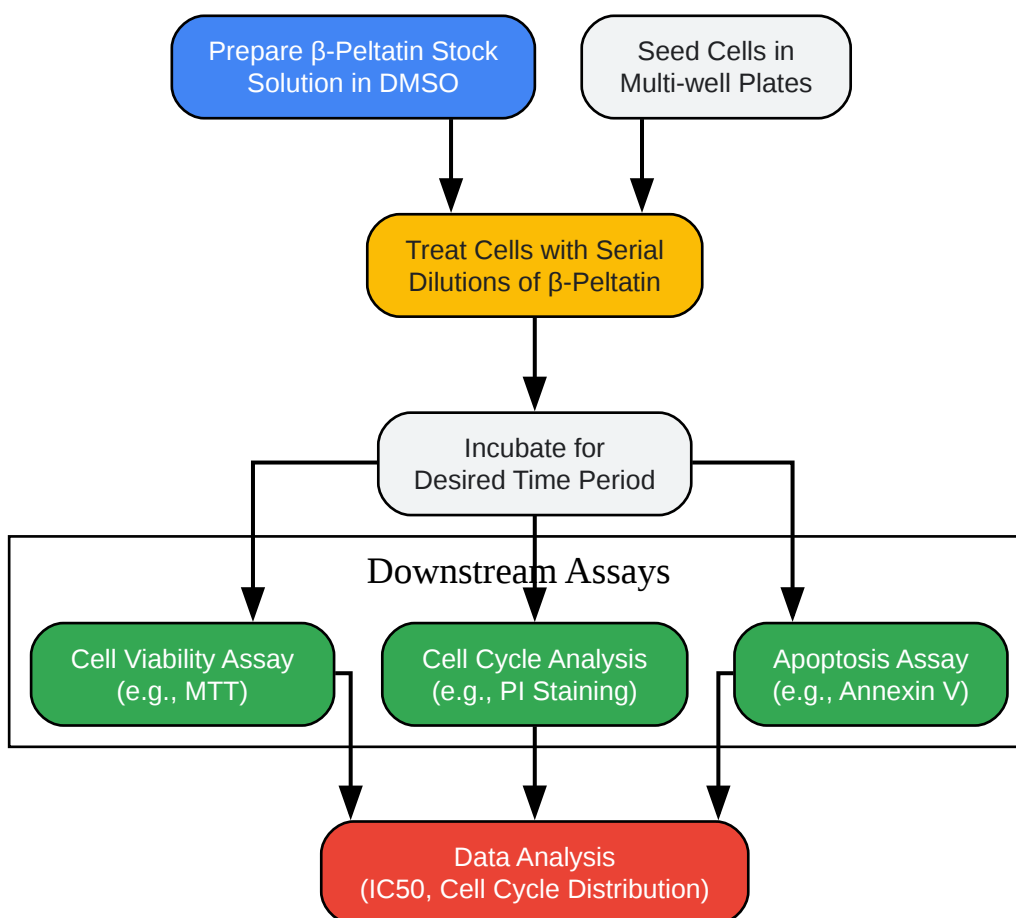 Prepare β-Peltatin Stock
Solution in DMSO
Seed Cells in
Multi-well Plates
Treat Cells with Serial
Dilutions of β-Peltatin
Incubate for
Desired Time Period
Downstream Assays
Cell Viability Assay
(e.g., MTT)
Cell Cycle Analysis
(e.g., PI Staining)
Apoptosis Assay
(e.g., Annexin V)
Data Analysis
(IC50, Cell Cycle Distribution)